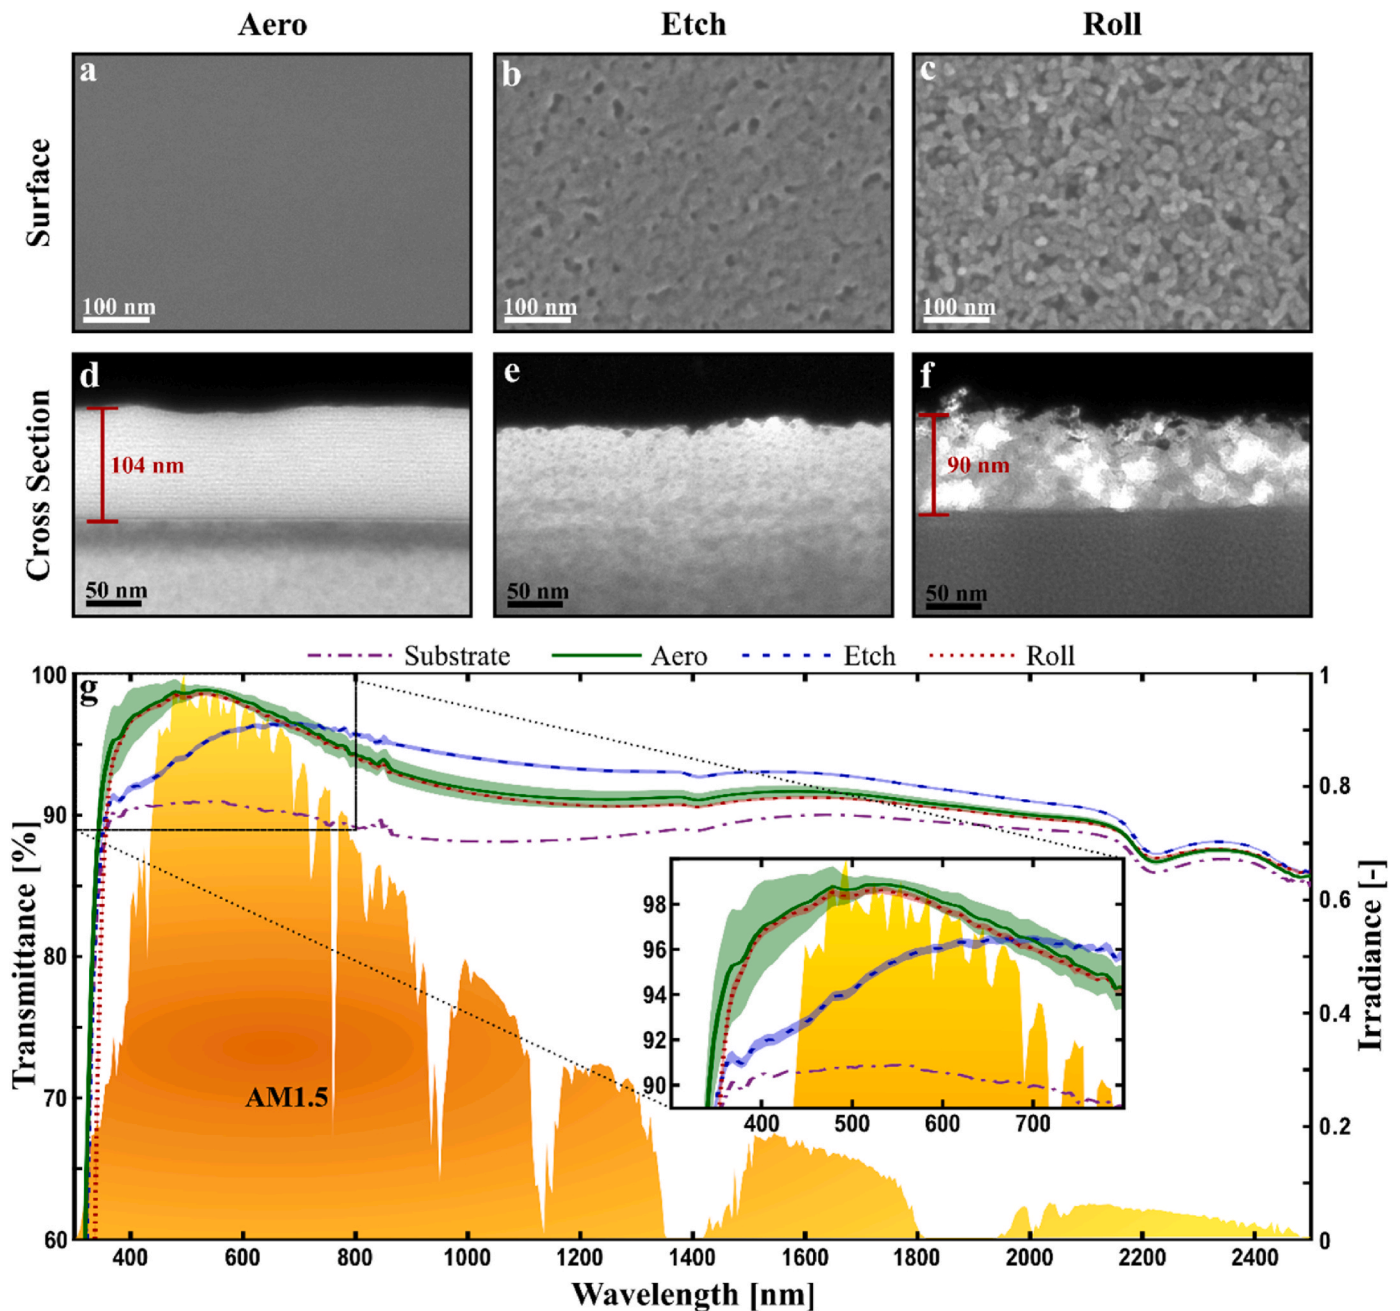 Aero Etch Roll
Surface
a b c
100 nm 100 nm 100 nm
Cross Section
d e f
104 nm 90 nm
50 nm 50 nm 50 nm
Substrate Aero Etch Roll
g
Transmittance [%]
100
90
80
70
60
Irradiance [-]
1
0.8
0.6
0.4
0.2
0
AM1.5
98
96
94
92
90
400 500 600 700
400 600 800 1000 1200 1400 1600 1800 2000 2200 2400
Wavelength [nm]